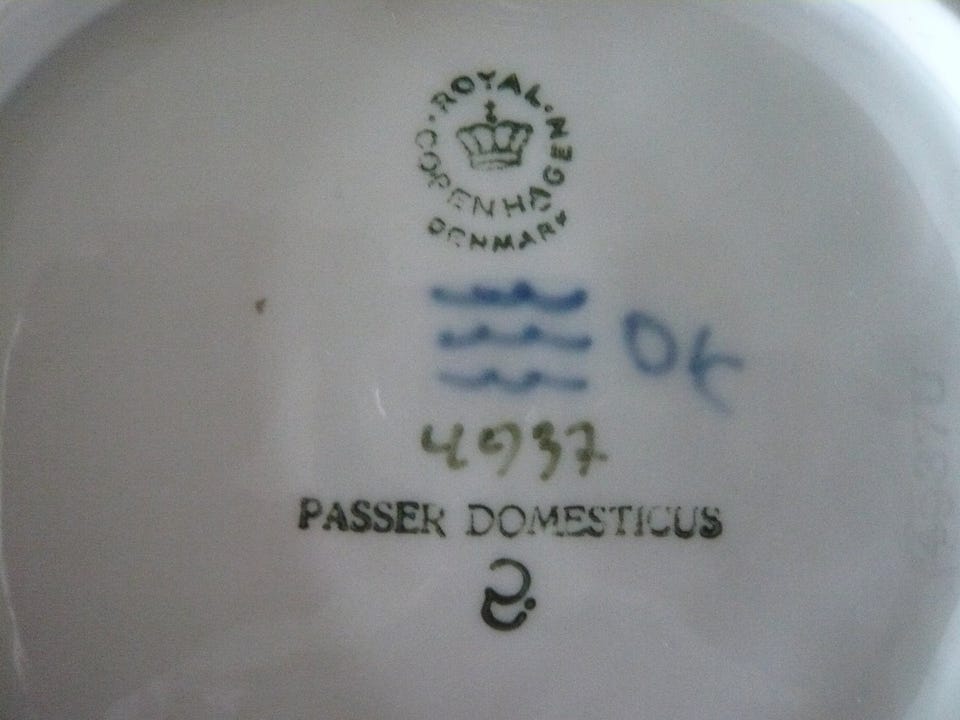 ROYAL COPENHAGEN
DENMARK
OK
4937
PASSER DOMESTICUS